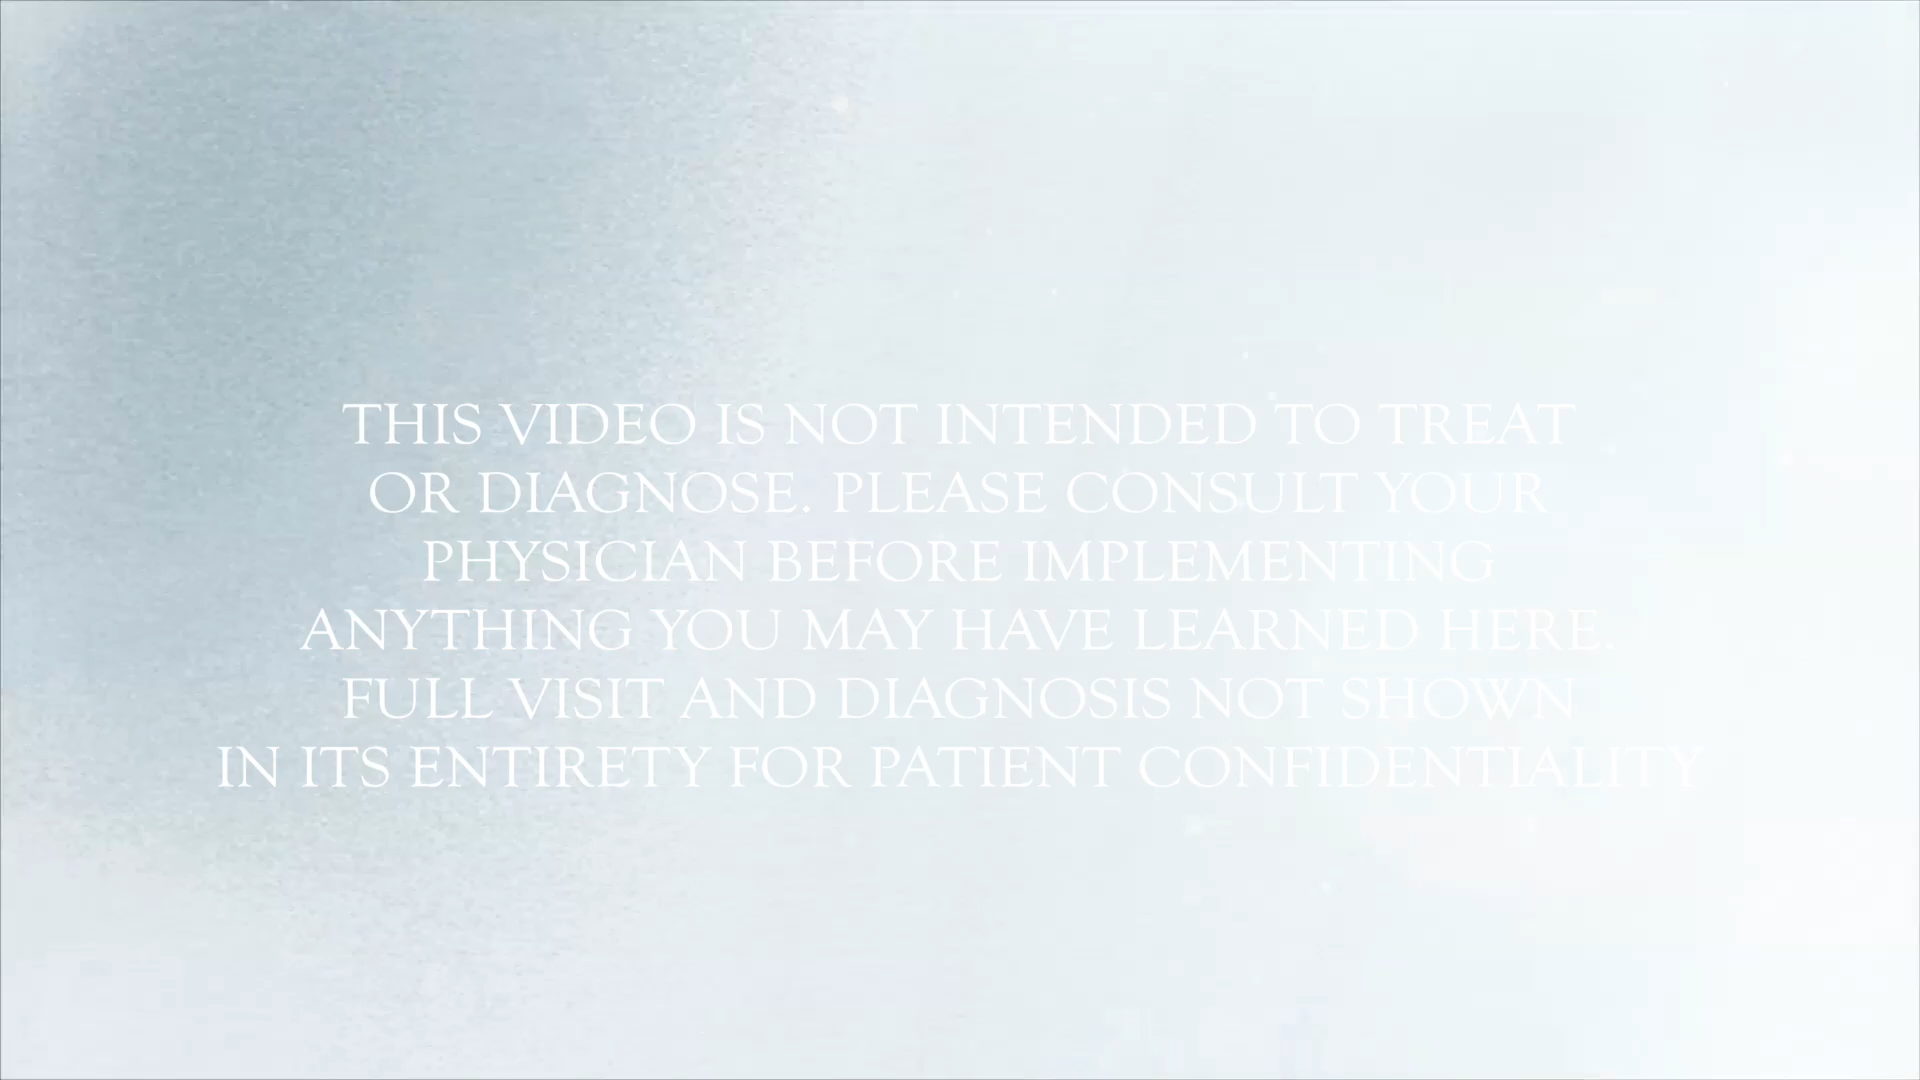 THIS VIDEO IS NOT INTENDED TO TREAT
OR DIAGNOSE. PLEASE CONSULT YOUR
PHYSICIAN BEFORE IMPLEMENTING
ANYTHING YOU MAY HAVE LEARNED HERE.
FULL VISIT AND DIAGNOSIS NOT SHOWN
IN ITS ENTIRETY FOR PATIENT CONFIDENTIALITY